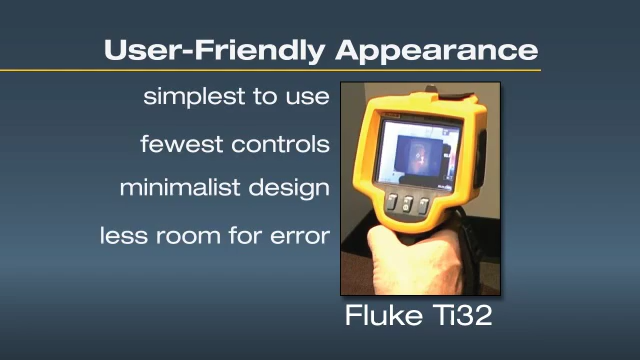 User-Friendly Appearance
simplest to use
fewest controls
minimalist design
less room for error
Fluke Ti32